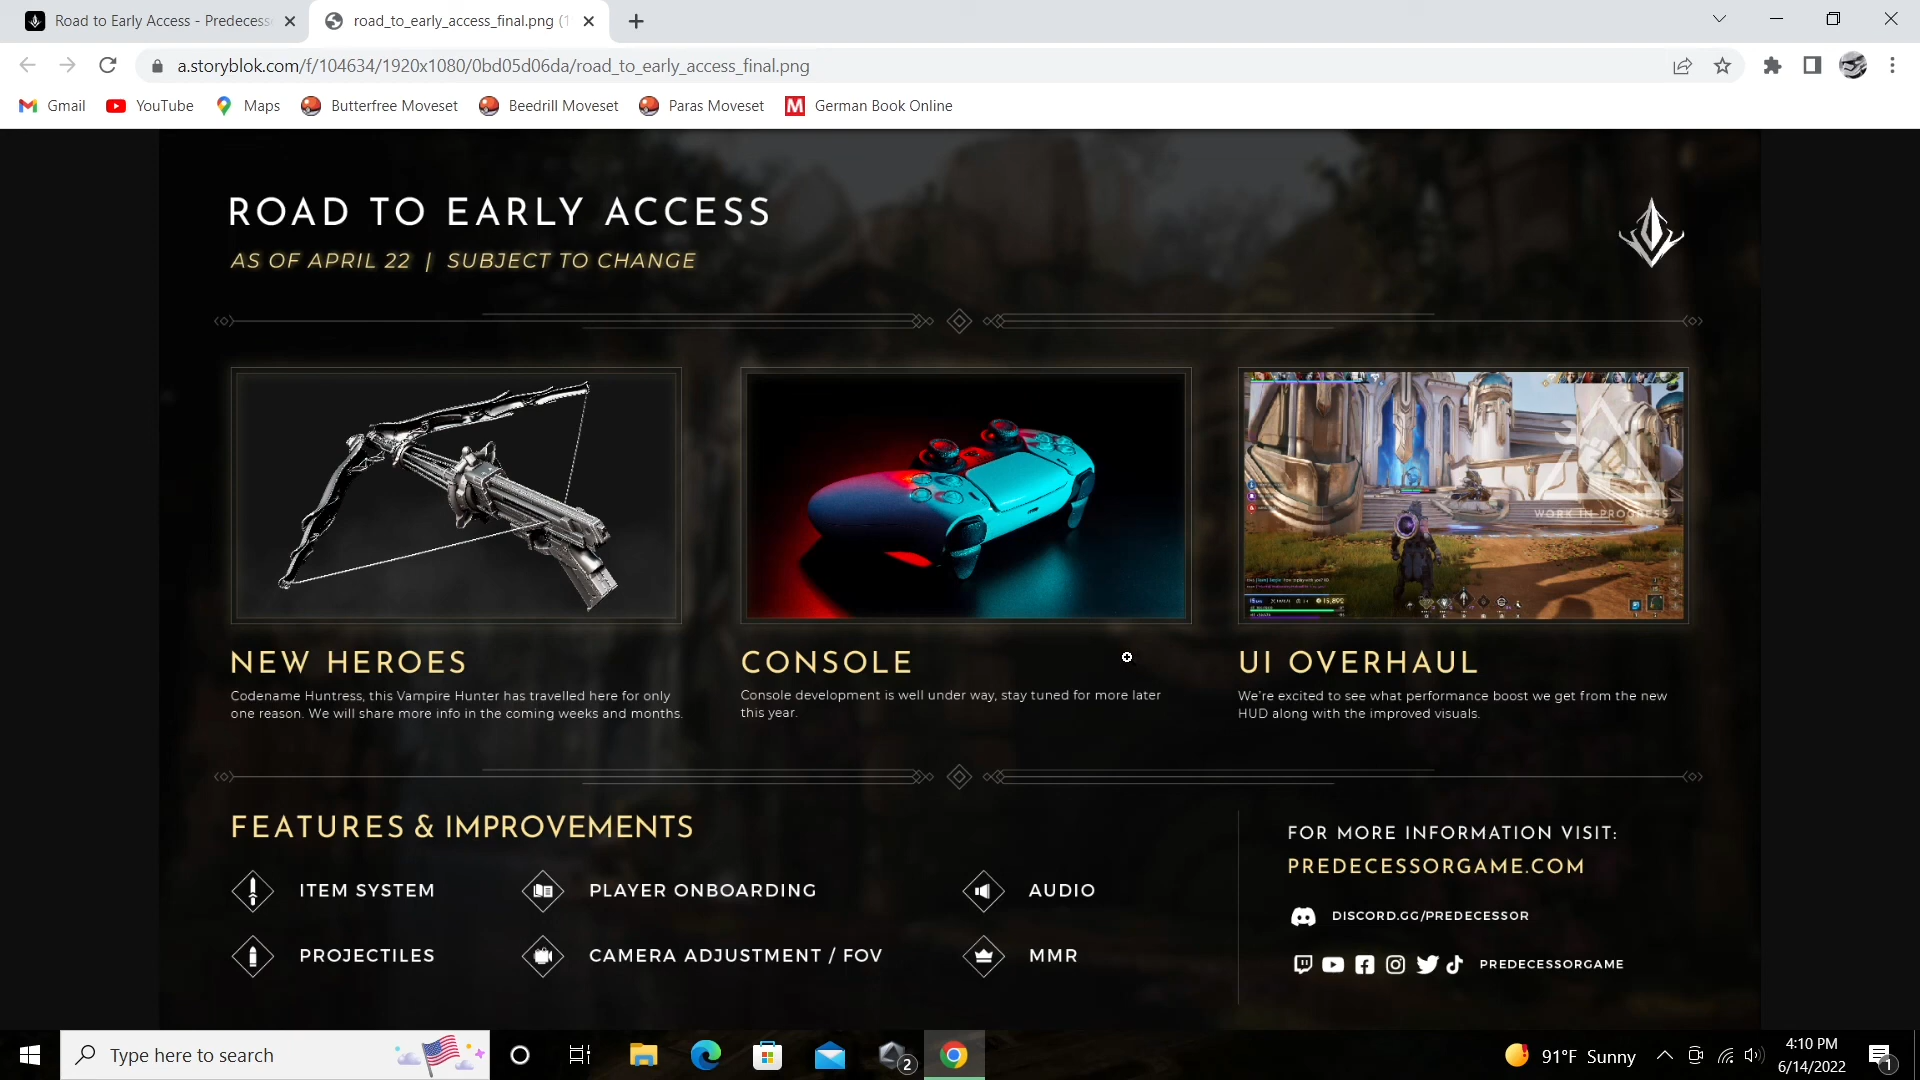 Road to Early Access - Predecess
road_to_early_access_final.png (1
a.storyblok.com/f/104634/1920x1080/0bd05d06da/road_to_early_access_final.png
Gmail
YouTube
Maps
Butterfree Moveset
Beedrill Moveset
Paras Moveset
German Book Online
ROAD TO EARLY ACCESS
AS OF APRIL 22 | SUBJECT TO CHANGE
WORK IN PROGRESS
NEW HEROES
Codename Huntress, this Vampire Hunter has travelled here for only
one reason. We will share more info in the coming weeks and months.
CONSOLE
Console development is well under way, stay tuned for more later
this year.
UI OVERHAUL
We're excited to see what performance boost we get from the new
HUD along with the improved visuals.
FEATURES & IMPROVEMENTS
ITEM SYSTEM
PLAYER ONBOARDING
AUDIO
PROJECTILES
CAMERA ADJUSTMENT / FOV
MMR
FOR MORE INFORMATION VISIT:
PREDECESSORGAME.COM
DISCORD.GG/PREDECESSOR
PREDECESSORGAME
Type here to search
2
91°F Sunny
4:10 PM
6/14/2022
1